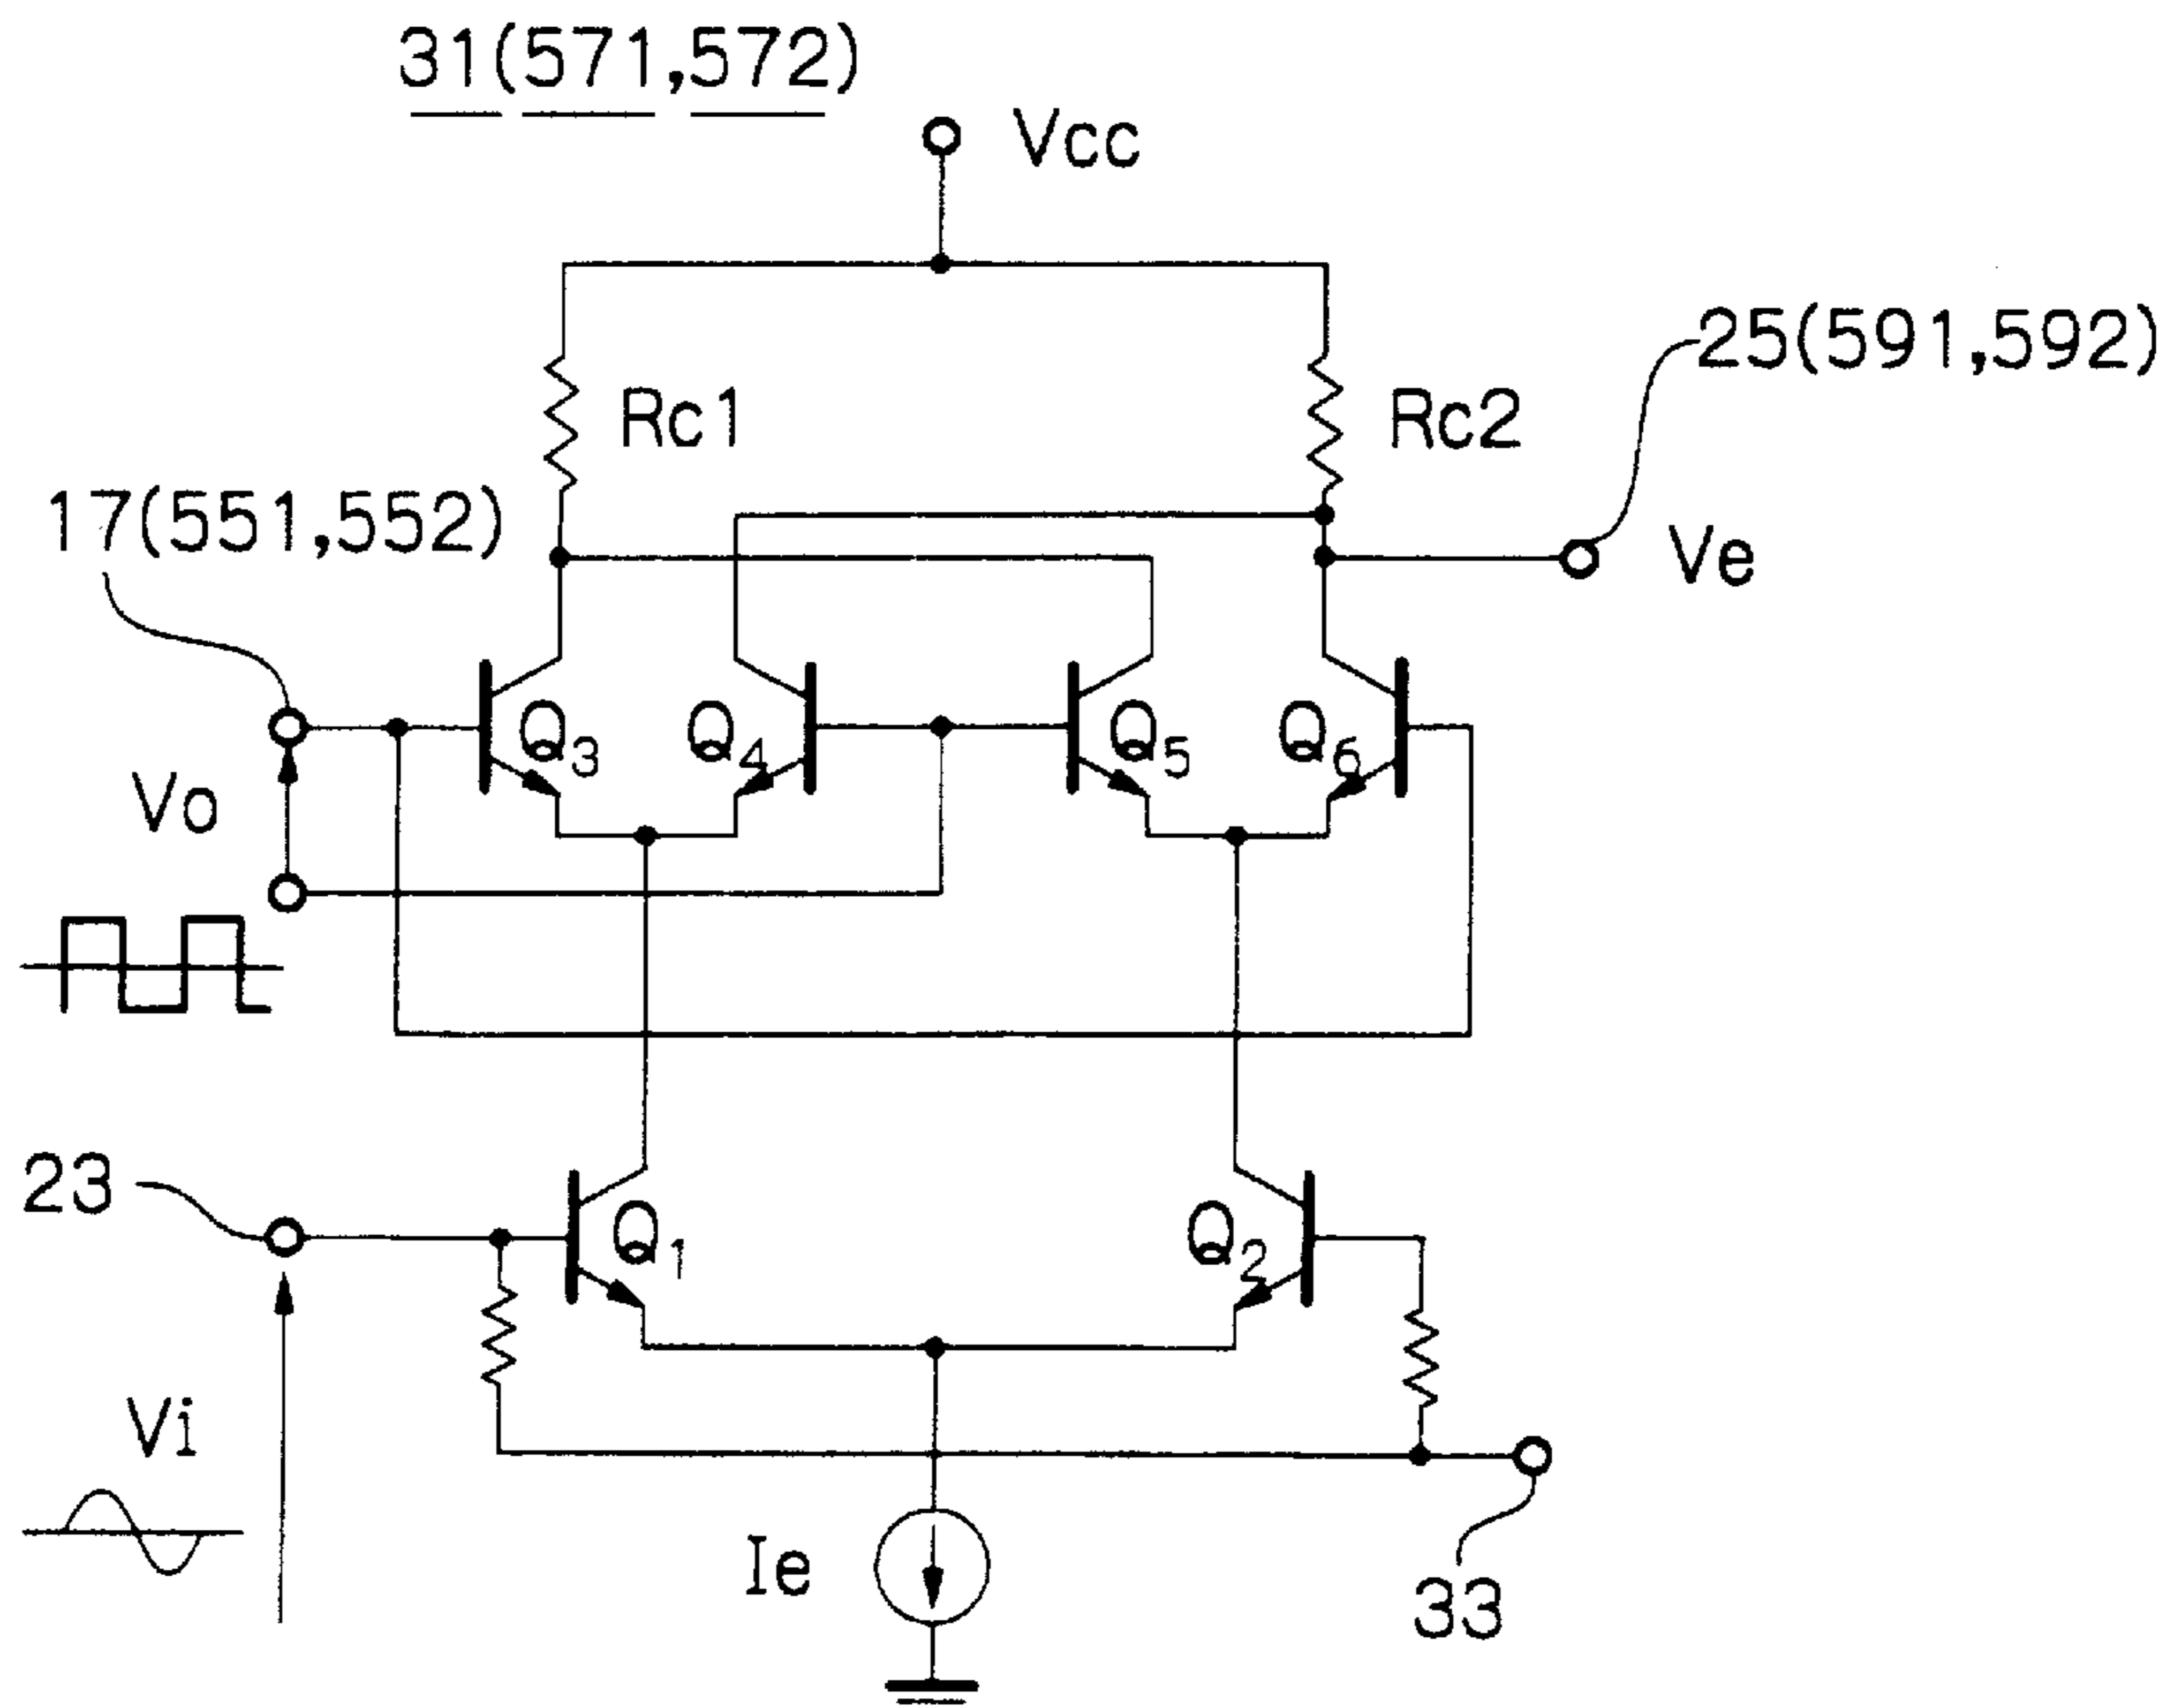 31(571,572)
Vcc
25(591,592)
Rc1
Rc2
17(551,552)
Ve
Q3
Q4
Q5
Q6
Vo
23
Q1
Q2
Vi
Ie
33